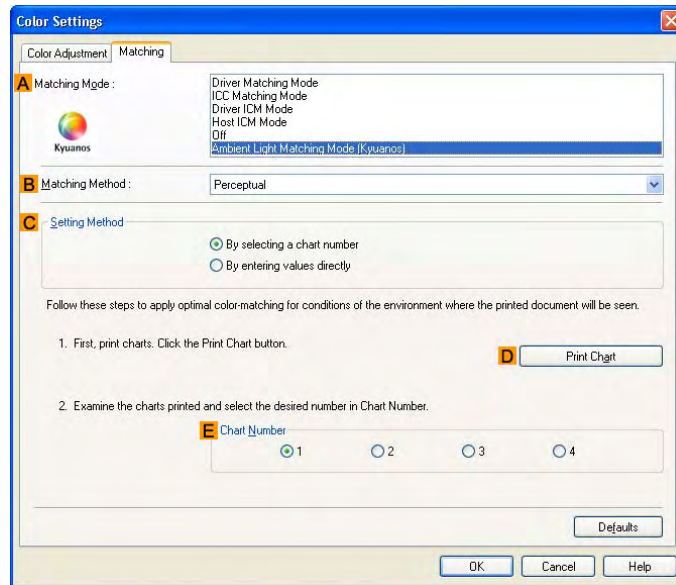 Color Settings
Color Adjustment Matching
A Matching Mode :
Driver Matching Mode
ICC Matching Mode
Driver ICM Mode
Host ICM Mode
Off
Ambient Light Matching Mode (Kyuanos)
Kyuanos
B Matching Method : Perceptual
C Setting Method
By selecting a chart number
By entering values directly
Follow these steps to apply optimal color-matching for conditions of the environment where the printed document will be seen.
1. First, print charts. Click the Print Chart button.
D Print Chart
2. Examine the charts printed and select the desired number in Chart Number.
E Chart Number
1 2 3 4
Defaults
OK Cancel Help